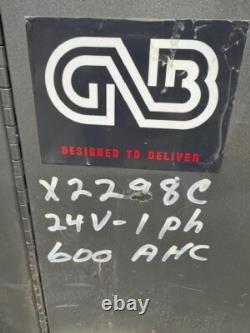 GNB
DESIGNED TO DELIVER
X2298C
24V-1ph
600 AHC